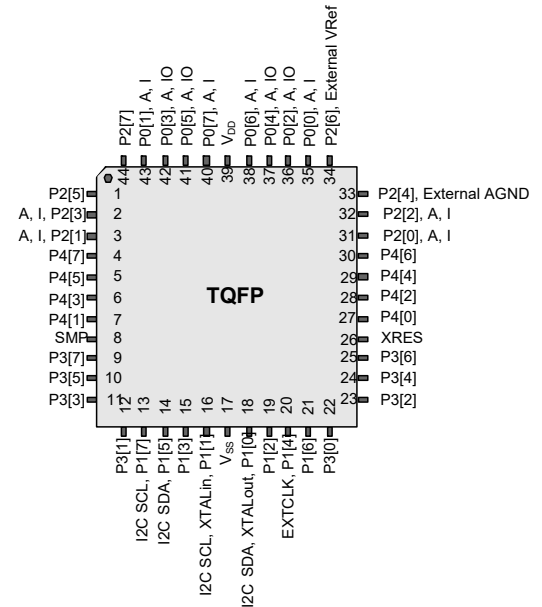 P2[7]
P0[1], A, I
P0[3], A, IO
P0[5], A, IO
P0[7], A, I
VDD
P0[6], A, I
P0[4], A, IO
P0[2], A, IO
P0[0], A, I
P2[6], External VRef
44
43
42
41
40
39
38
37
36
35
34
P2[5] 1
A, I, P2[3] 2
A, I, P2[1] 3
P4[7] 4
P4[5] 5
P4[3] 6
P4[1] 7
SMP 8
P3[7] 9
P3[5] 10
P3[3] 11
TQFP
33 P2[4], External AGND
32 P2[2], A, I
31 P2[0], A, I
30 P4[6]
29 P4[4]
28 P4[2]
27 P4[0]
26 XRES
25 P3[6]
24 P3[4]
23 P3[2]
12
13
14
15
16
17
18
19
20
21
22
P3[1]
I2C SCL, P1[7]
I2C SDA, P1[5]
P1[3]
I2C SCL, XTALin, P1[1]
VSS
I2C SDA, XTALout, P1[0]
P1[2]
EXTCLK, P1[4]
P1[6]
P3[0]